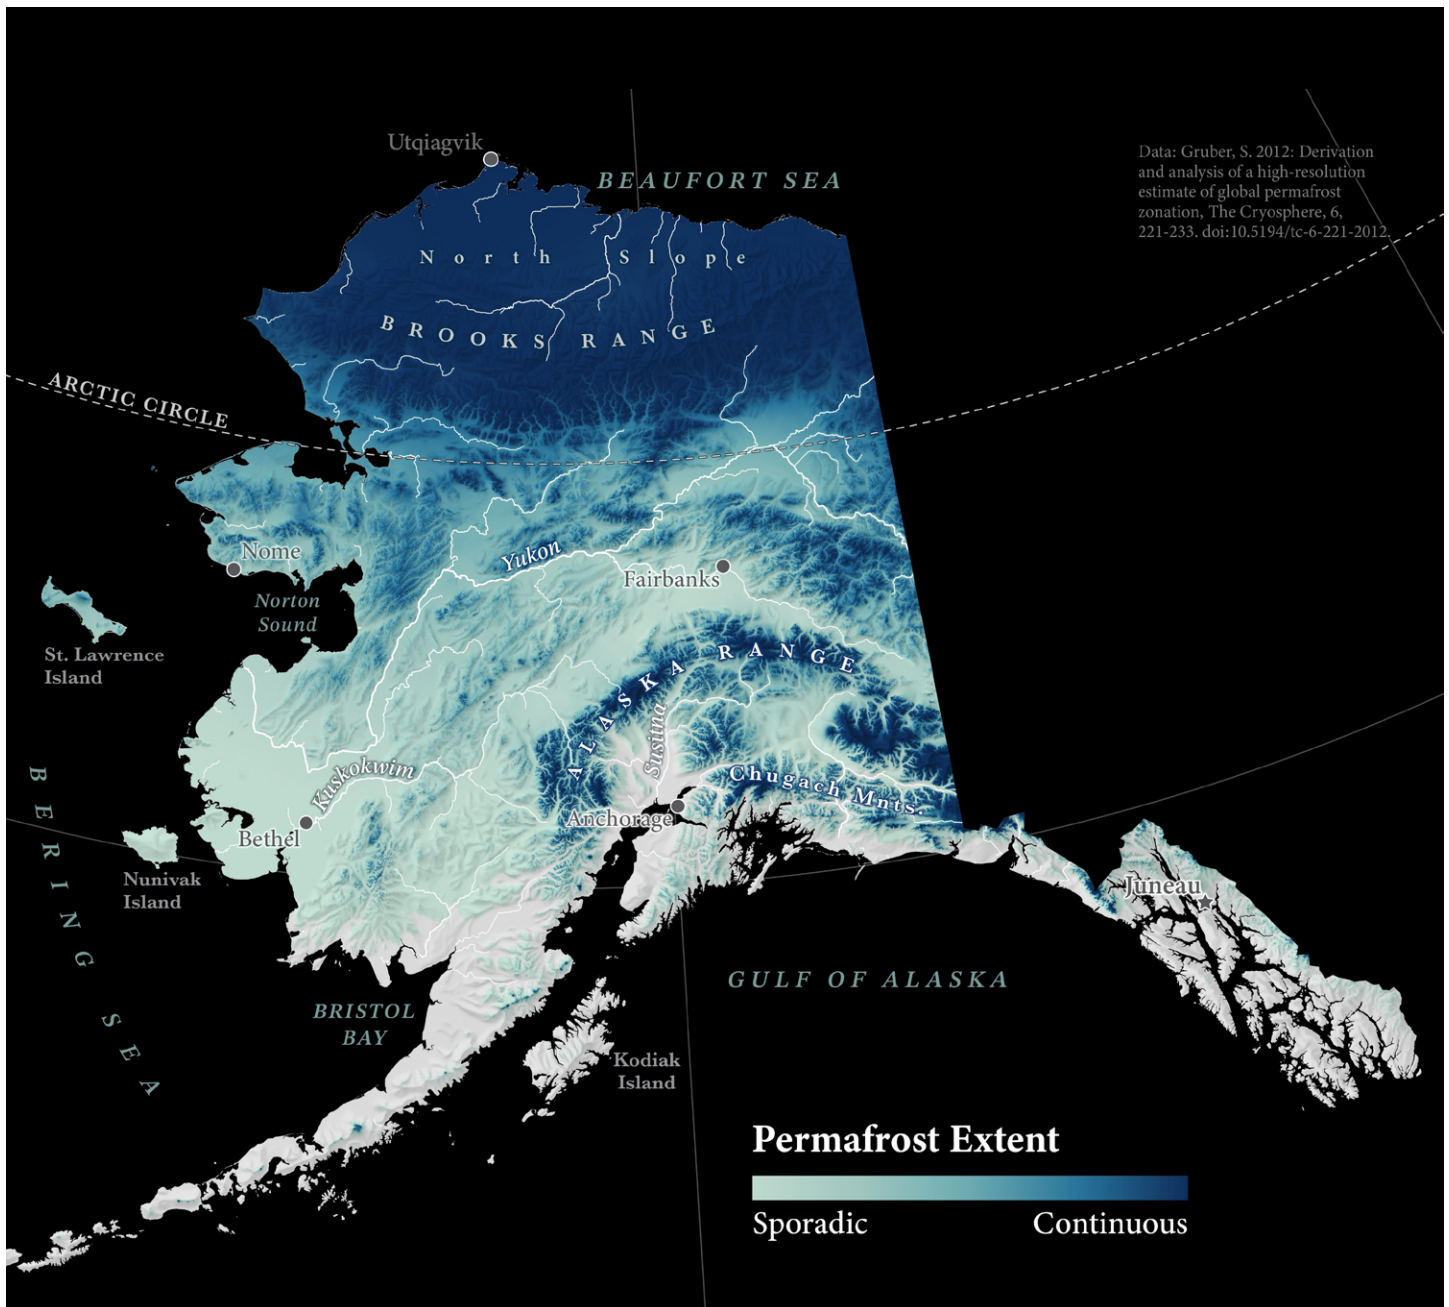 Utqiagvik
BEAUFORT SEA
Data: Gruber, S. 2012: Derivation
and analysis of a high-resolution
estimate of global permafrost
zonation, The Cryosphere, 6,
221-233. doi:10.5194/tc-6-221-2012.
North Slope
BROOKS RANGE
ARCTIC CIRCLE
Nome
Yukon
Fairbanks
Norton
Sound
St. Lawrence
Island
ALASKA RANGE
Susitna
Kuskokwim
Chugach Mnts.
Anchorage
Bethel
BERING SEA
Nunivak
Island
Juneau
GULF OF ALASKA
BRISTOL
BAY
Kodiak
Island
Permafrost Extent
Sporadic
Continuous